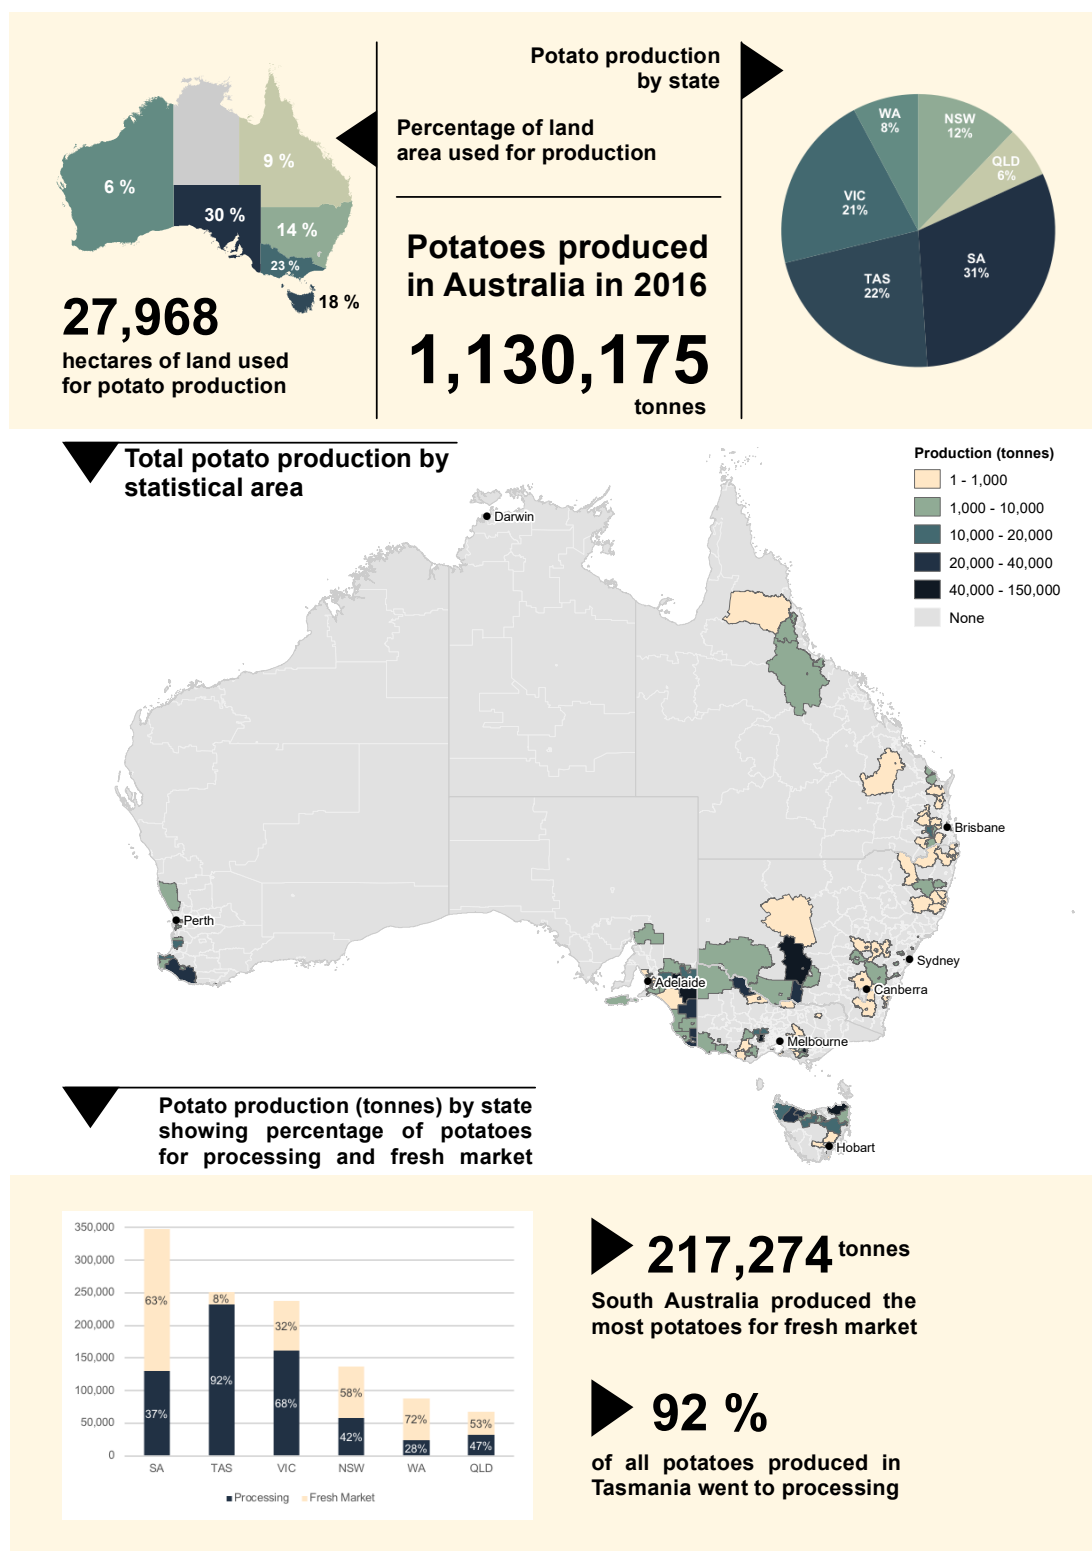 Potato production
by state
Percentage of land
area used for production
6 %
9 %
30 %
14 %
23 %
18 %
27,968
hectares of land used
for potato production
Potatoes produced
in Australia in 2016
1,130,175
tonnes
WA
8%
NSW
12%
QLD
6%
VIC
21%
SA
31%
TAS
22%
Total potato production by
statistical area
Production (tonnes)
1 - 1,000
1,000 - 10,000
10,000 - 20,000
20,000 - 40,000
40,000 - 150,000
None
Darwin
Brisbane
Perth
Sydney
Adelaide
Canberra
Melbourne
Hobart
Potato production (tonnes) by state
showing percentage of potatoes
for processing and fresh market
350,000
300,000
250,000
200,000
150,000
100,000
50,000
0
63%
37%
8%
92%
32%
68%
58%
42%
72%
28%
53%
47%
SA TAS VIC NSW WA QLD
Processing Fresh Market
217,274 tonnes
South Australia produced the
most potatoes for fresh market
92 %
of all potatoes produced in
Tasmania went to processing